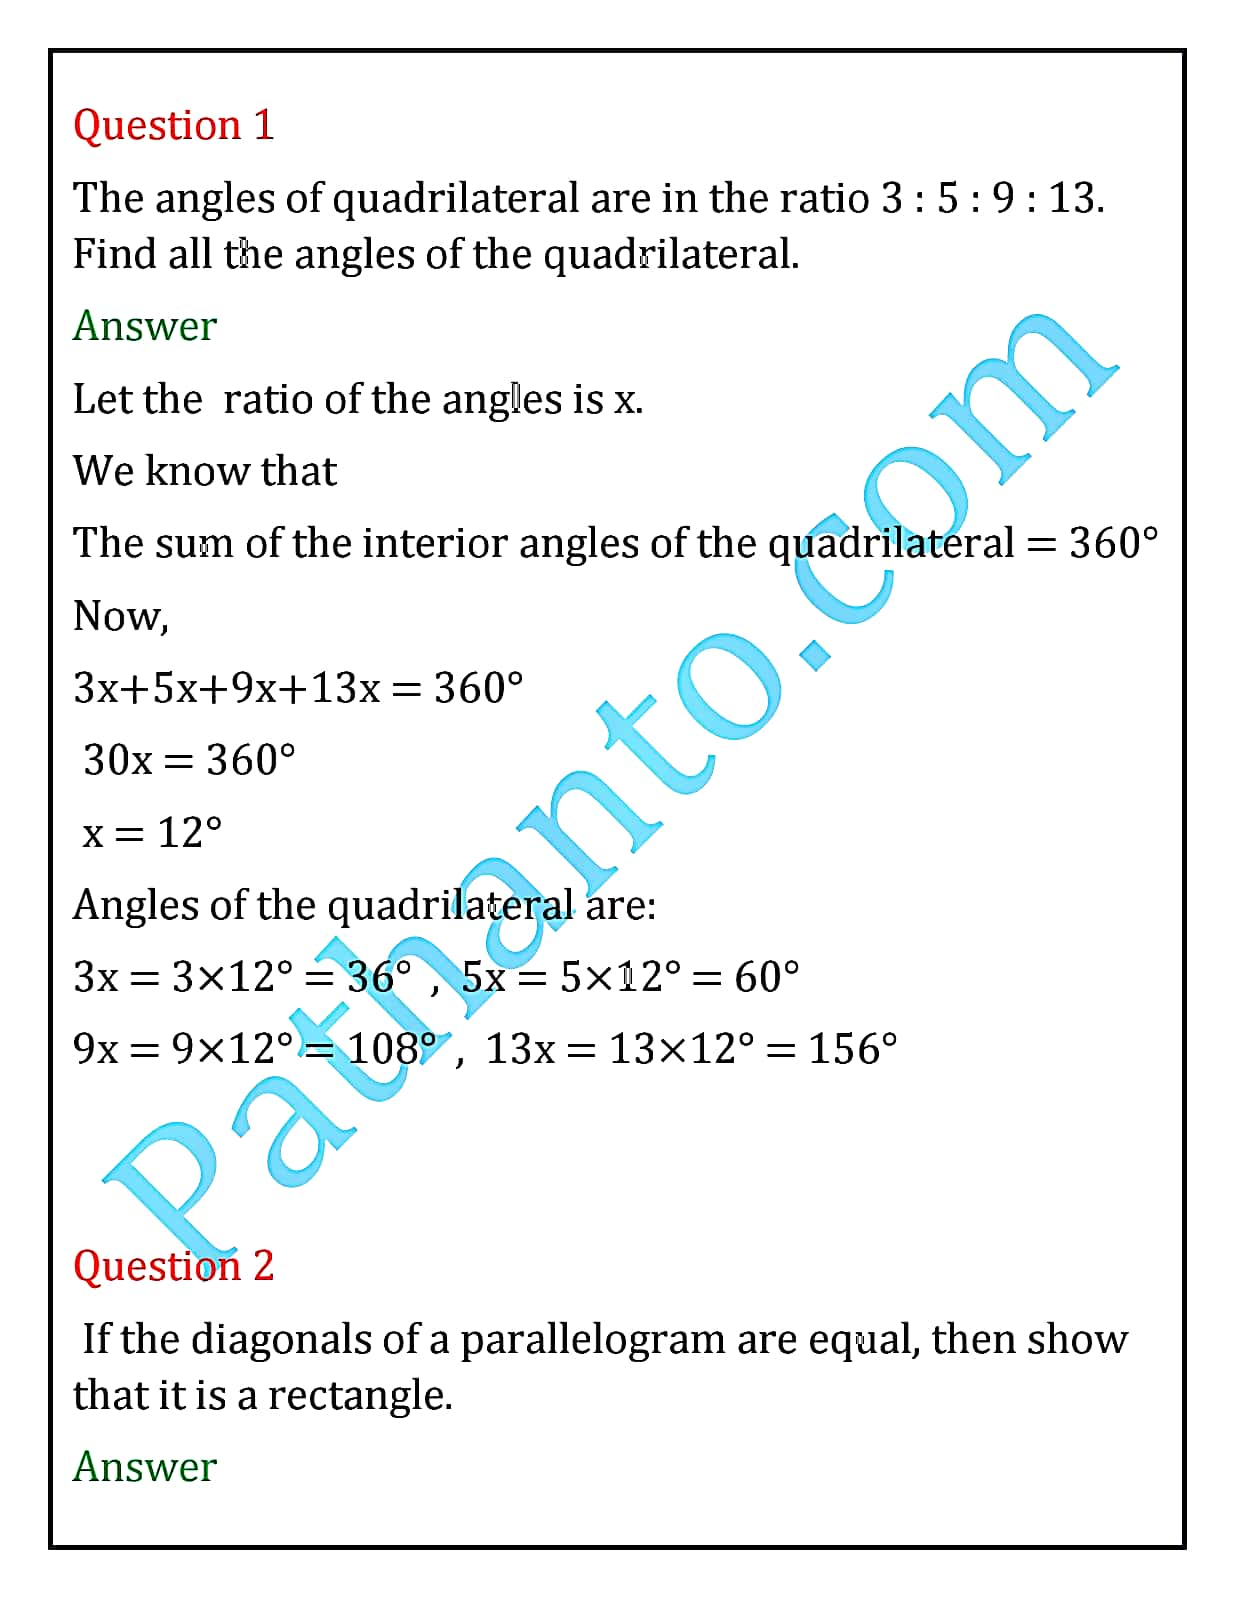 Question 1
The angles of quadrilateral are in the ratio 3 : 5 : 9 : 13.
Find all the angles of the quadrilateral.
Answer
Let the  ratio of the angles is x.
We know that
The sum of the interior angles of the quadrilateral = 360°
Now,
3x+5x+9x+13x = 360°
30x = 360°
x = 12°
Angles of the quadrilateral are:
3x = 3×12° = 36°  ,  5x = 5×12° = 60°
9x = 9×12° = 108°  ,  13x = 13×12° = 156°
Question 2
If the diagonals of a parallelogram are equal, then show
that it is a rectangle.
Answer
Pathanto.com